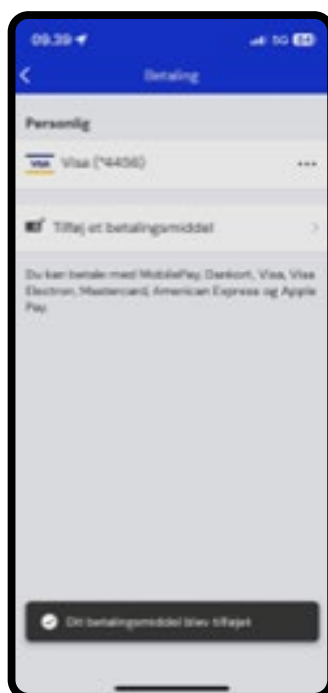 09.39
5G
Betaling
Personlig
VISA Visa (*4456)
Tilføj et betalingsmiddel
Du kan betale med MobilePay, Dankort, Visa, Visa
Electron, Mastercard, American Express og Apple
Pay.
Dit betalingsmiddel blev tilføjet